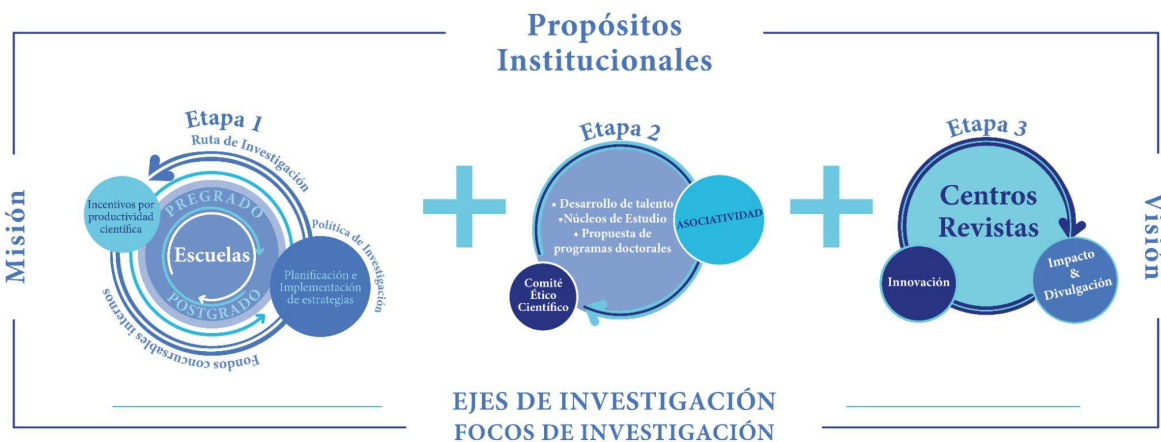 Propósitos
Institucionales
Misión
Visión
Etapa 1
Ruta de Investigación
Política de Investigación
Fondos concursables internos
Incentivos por
productividad
científica
PREGRADO
Escuelas
POSTGRADO
Planificación e
Implementación
de estrategias
Etapa 2
• Desarrollo de talento
•Núcleos de Estudio
• Propuesta de
programas doctorales
ASOCIATIVIDAD
Comité
Ético
Científico
Etapa 3
Centros
Revistas
Innovación
Impacto
&
Divulgación
EJES DE INVESTIGACIÓN
FOCOS DE INVESTIGACIÓN